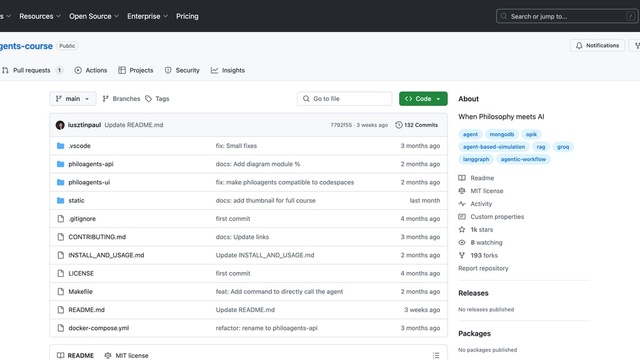 s Resources Open Source Enterprise Pricing Search or jump to... /
agents-course Public Notifications
Pull requests 1 Actions Projects Security Insights
main Branches Tags Go to file Code
iusztinpaul Update README.md 7792f55 · 3 weeks ago 132 Commits
.vscode fix: Small fixes 3 months ago
philoagents-api docs: Add diagram module % 2 months ago
philoagents-ui fix: make philoagents compatible to codespaces 2 months ago
static docs: add thumbnail for full course last month
.gitignore first commit 4 months ago
CONTRIBUTING.md docs: Update links 3 months ago
INSTALL_AND_USAGE.md Update INSTALL_AND_USAGE.md 2 months ago
LICENSE first commit 4 months ago
Makefile feat: Add command to directly call the agent 2 months ago
README.md Update README.md 3 weeks ago
docker-compose.yml refactor: rename to philoagents-api 3 months ago
README MIT license
About
When Philosophy meets AI
agent mongodb opik
agent-based-simulation rag groq
langgraph agentic-workflow
Readme
MIT license
Activity
Custom properties
1k stars
8 watching
193 forks
Report repository
Releases
No releases published
Packages
No packages published